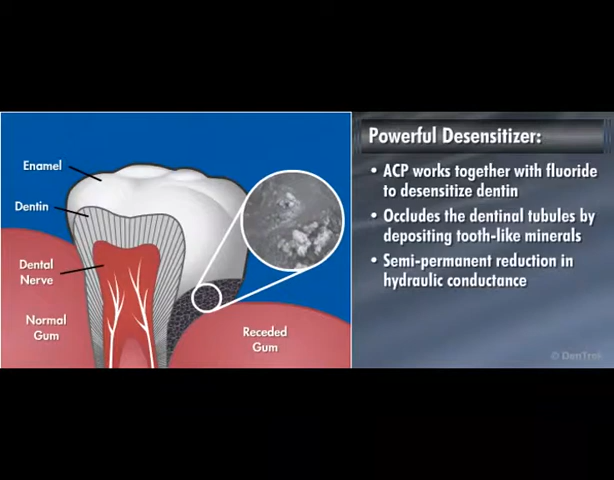 Enamel
Dentin
Dental
Nerve
Normal
Gum
Receded
Gum
Powerful Desensitizer:
• ACP works together with fluoride
to desensitize dentin
• Occludes the dentinal tubules by
depositing tooth-like minerals
• Semi-permanent reduction in
hydraulic conductance
© DenTrek